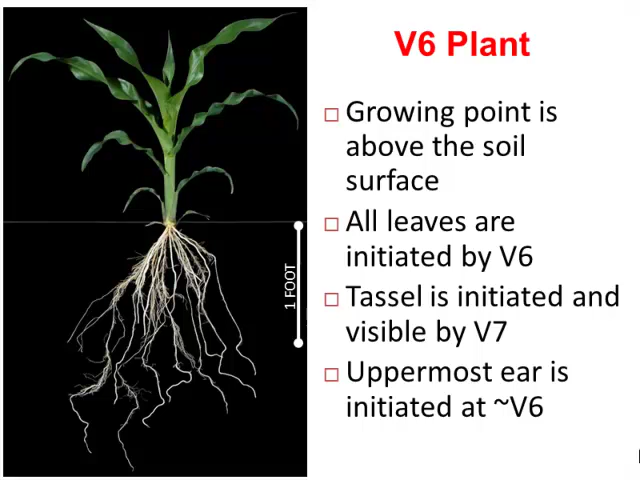 V6 Plant
□ Growing point is
above the soil
surface
□ All leaves are
initiated by V6
□ Tassel is initiated and
visible by V7
□ Uppermost ear is
initiated at ~V6
1 FOOT